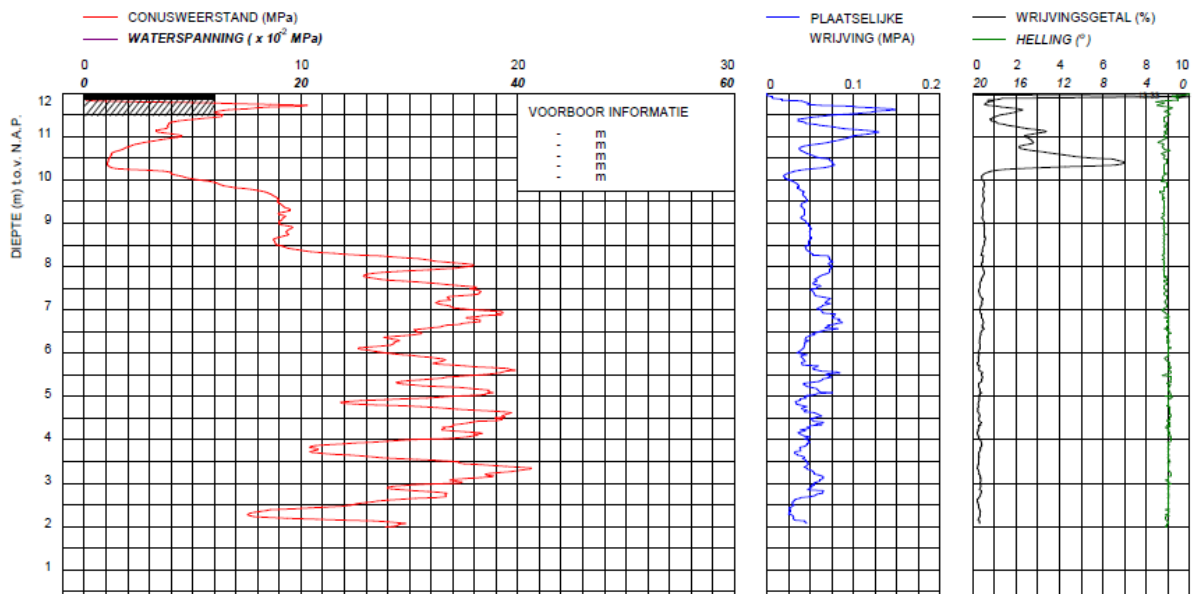 CONUSWEERSTAND (MPa)
WATERSPANNING ( x 10⁻² MPa)
PLAATSELIJKE
WRIJVING (MPA)
WRIJVINGSGETAL (%)
HELLING (°)
0 10 20 30
0 20 40 60
0 0.1 0.2
0 2 4 6 8 10
20 16 12 8 4 0
VOORBOOR INFORMATIE
- m
- m
- m
- m
- m
DIEPTE (m) t.o.v. N.A.P.
12
11
10
9
8
7
6
5
4
3
2
1